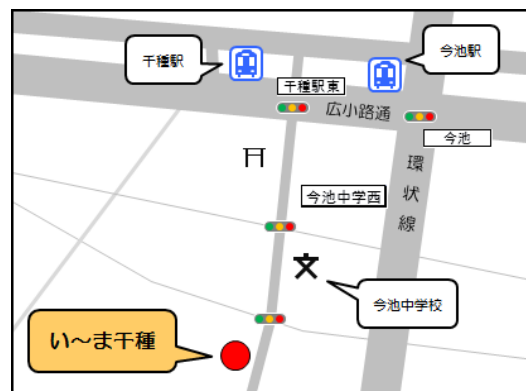 千種駅
今池駅
千種駅東
広小路通
今池
環状線
今池中学西
今池中学校
い～ま千種